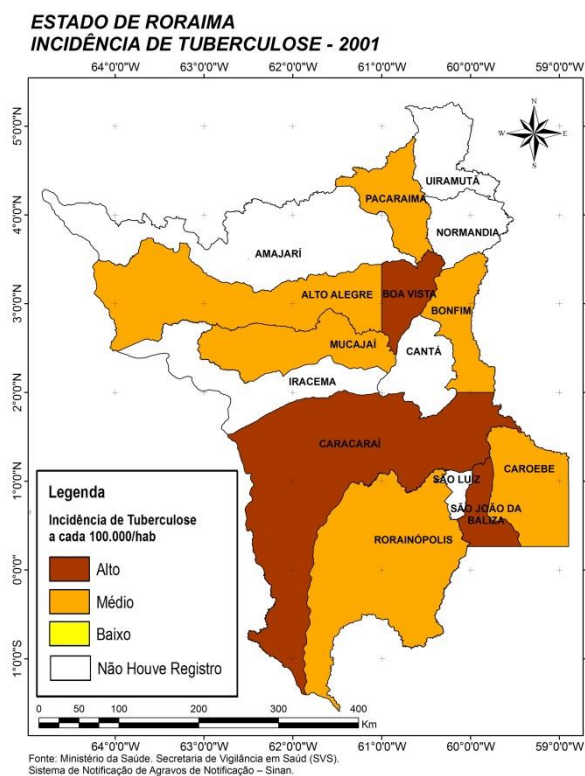 ESTADO DE RORAIMA
INCIDÊNCIA DE TUBERCULOSE - 2001
64°0'0"W 63°0'0"W 62°0'0"W 61°0'0"W 60°0'0"W 59°0'0"W
5°0'0"N
4°0'0"N
3°0'0"N
2°0'0"N
1°0'0"N
0°0'0"
1°0'0"S
N
W E
S
UIRAMUTÃ
PACARAIMA
NORMANDIA
AMAJARÍ
ALTO ALEGRE
BOA VISTA
BONFIM
MUCAJAÍ
CANTÁ
IRACEMA
CARACARAÍ
SÃO LUIZ
CAROEBE
SÃO JOÃO DA
BALIZA
RORAINÓPOLIS
Legenda
Incidência de Tuberculose
a cada 100.000/hab
Alto
Médio
Baixo
Não Houve Registro
0 50 100 200 300 400
Km
64°0'0"W 63°0'0"W 62°0'0"W 61°0'0"W 60°0'0"W 59°0'0"W
Fonte: Ministério da Saúde. Secretaria de Vigilância em Saúd (SVS).
Sistema de Notificação de Agravos de Notificação – Sinan.